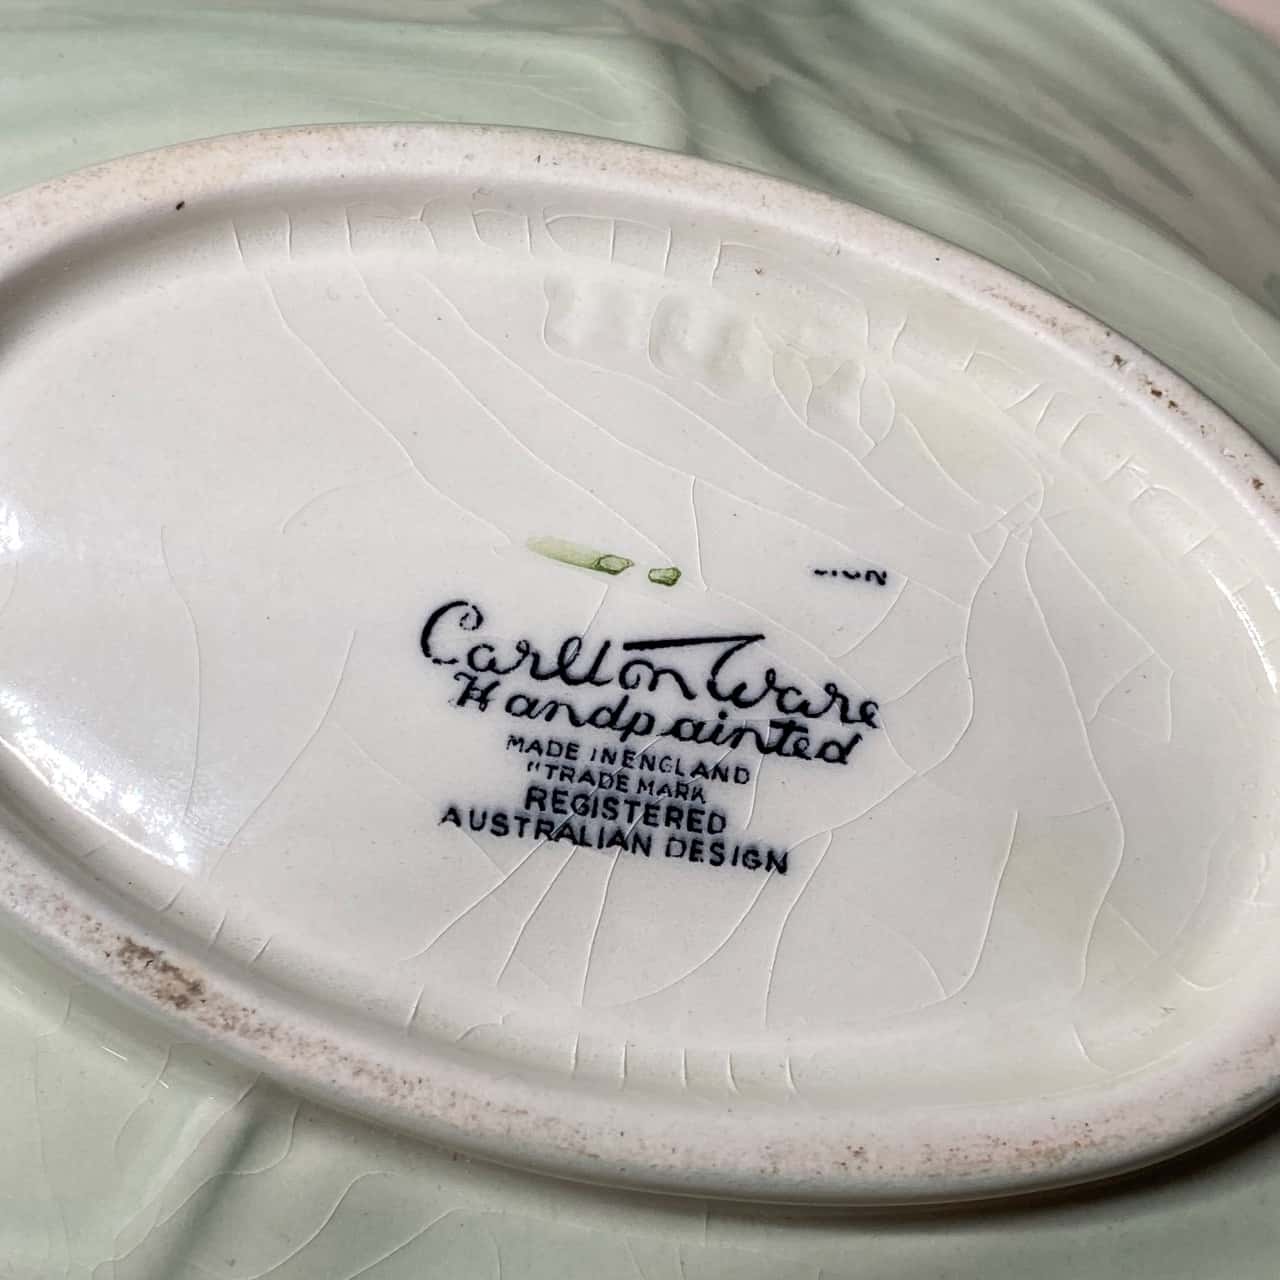 Carlton Ware
Handpainted
MADE IN ENGLAND
"TRADE MARK
REGISTERED
AUSTRALIAN DESIGN